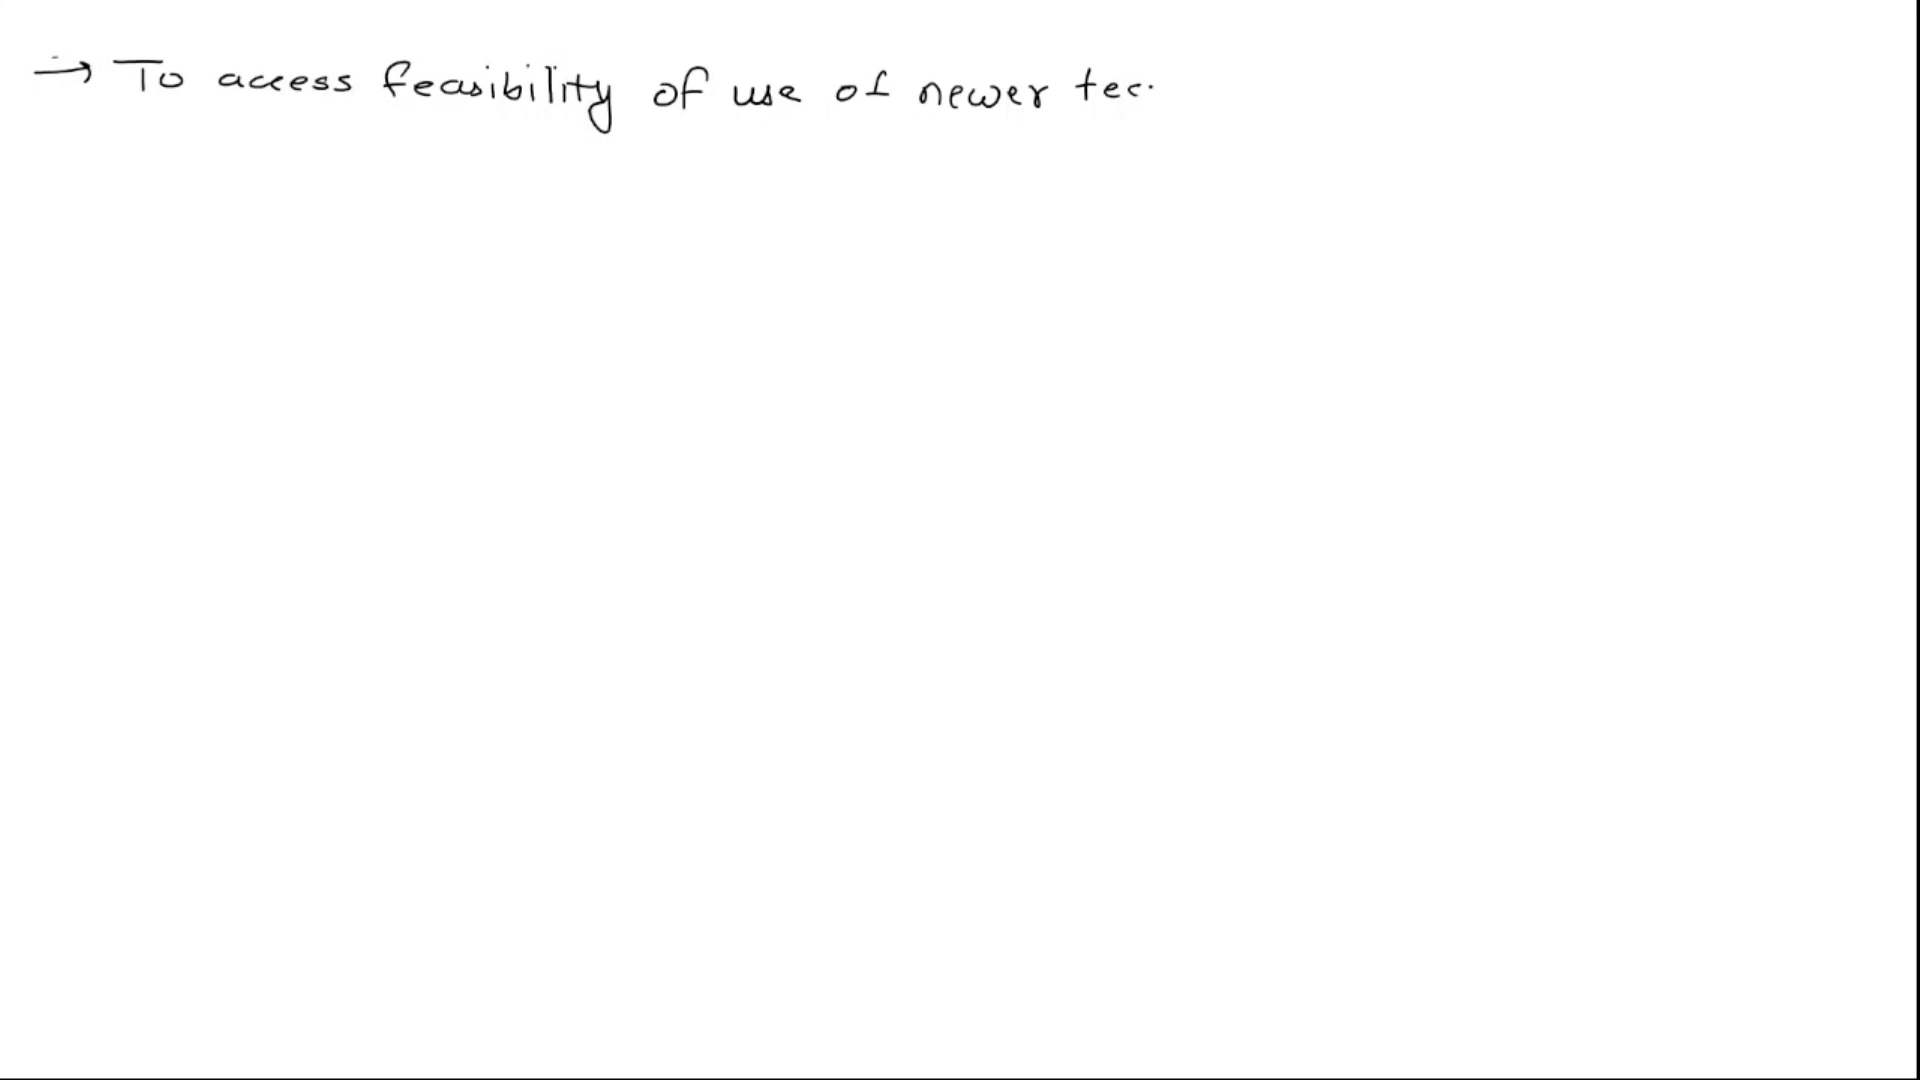 → To access feasibility of use of newer tec.